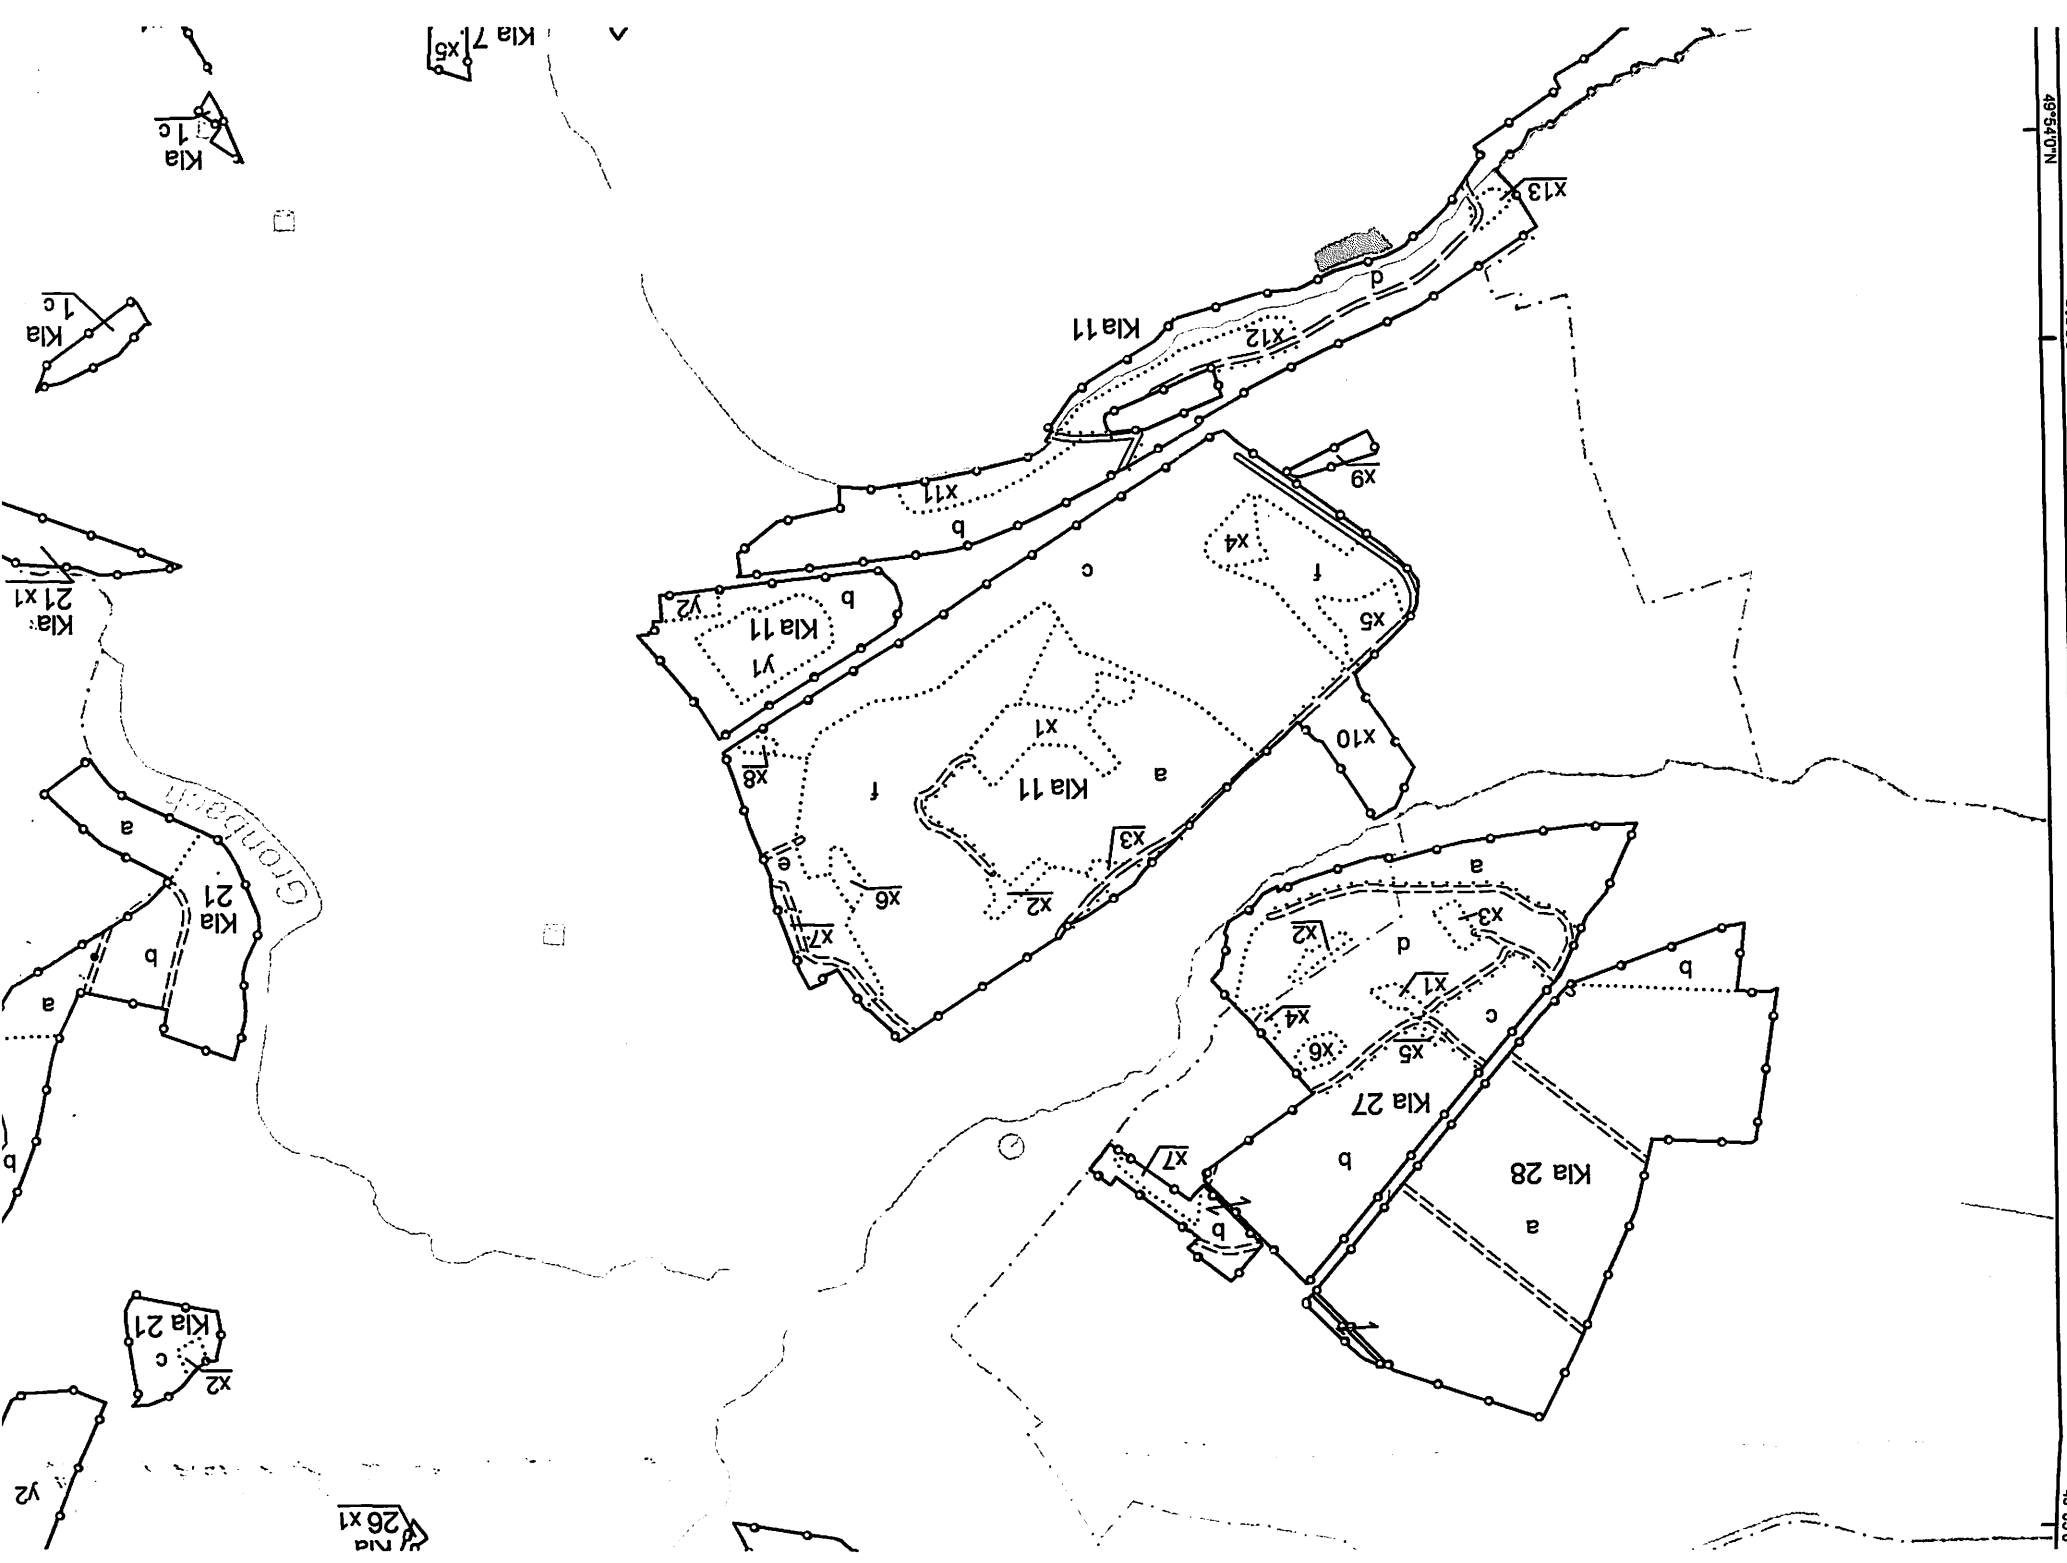 26 x1
y2
x2
c
Kla 21
a
b
x7
Kla 28
b
b
Kla 27
x5
x6
x4
c
x1
x2
d
b
x3
a
a
b
Kla
21
a
Gronbach
x7
x6
e
x2
x3
f
Kla 11
a
x8
x1
x10
y1
Kla 11
b
y2
x5
f
c
x4
b
x11
x9
Kla
21 x1
x12
Kla 11
d
x13
Kla
1 c
Kla
1 c
Kla 7
x5
49°54'0"N